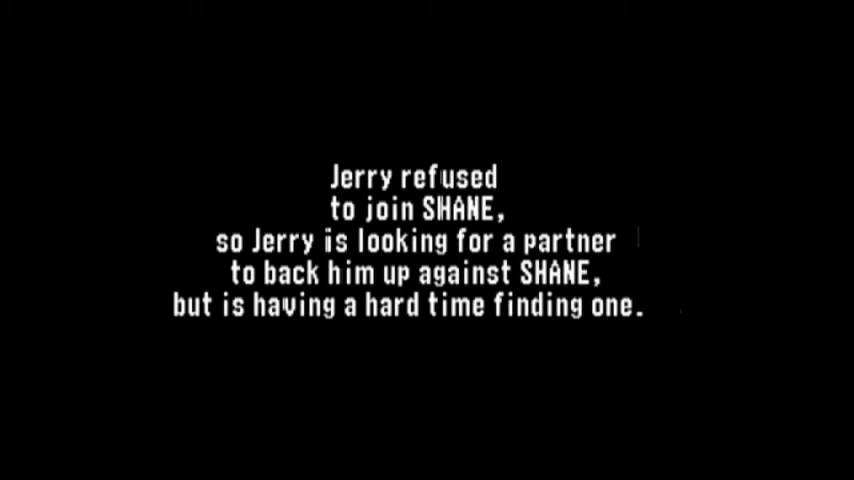 Jerry refused
to join SHANE,
so Jerry is looking for a partner
to back him up against SHANE,
but is having a hard time finding one.